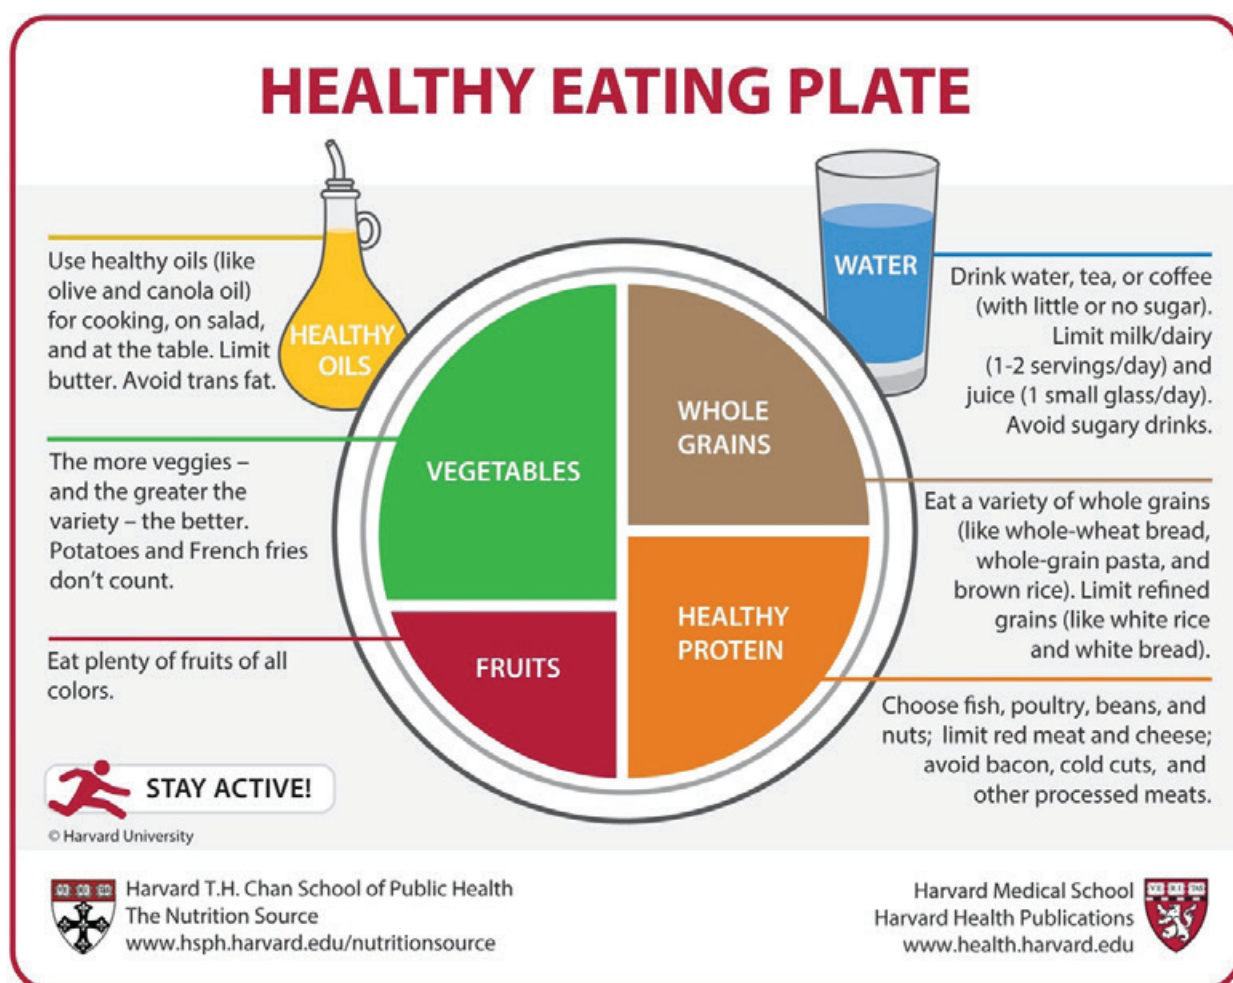 HEALTHY EATING PLATE
Use healthy oils (like
olive and canola oil)
for cooking, on salad,
and at the table. Limit
butter. Avoid trans fat.
HEALTHY
OILS
WATER
Drink water, tea, or coffee
(with little or no sugar).
Limit milk/dairy
(1-2 servings/day) and
juice (1 small glass/day).
Avoid sugary drinks.
The more veggies –
and the greater the
variety – the better.
Potatoes and French fries
don't count.
VEGETABLES
WHOLE
GRAINS
Eat a variety of whole grains
(like whole-wheat bread,
whole-grain pasta, and
brown rice). Limit refined
grains (like white rice
and white bread).
Eat plenty of fruits of all
colors.
FRUITS
HEALTHY
PROTEIN
Choose fish, poultry, beans, and
nuts; limit red meat and cheese;
avoid bacon, cold cuts, and
other processed meats.
STAY ACTIVE!
© Harvard University
Harvard T.H. Chan School of Public Health
The Nutrition Source
www.hsph.harvard.edu/nutritionsource
Harvard Medical School
Harvard Health Publications
www.health.harvard.edu
VE RI TAS